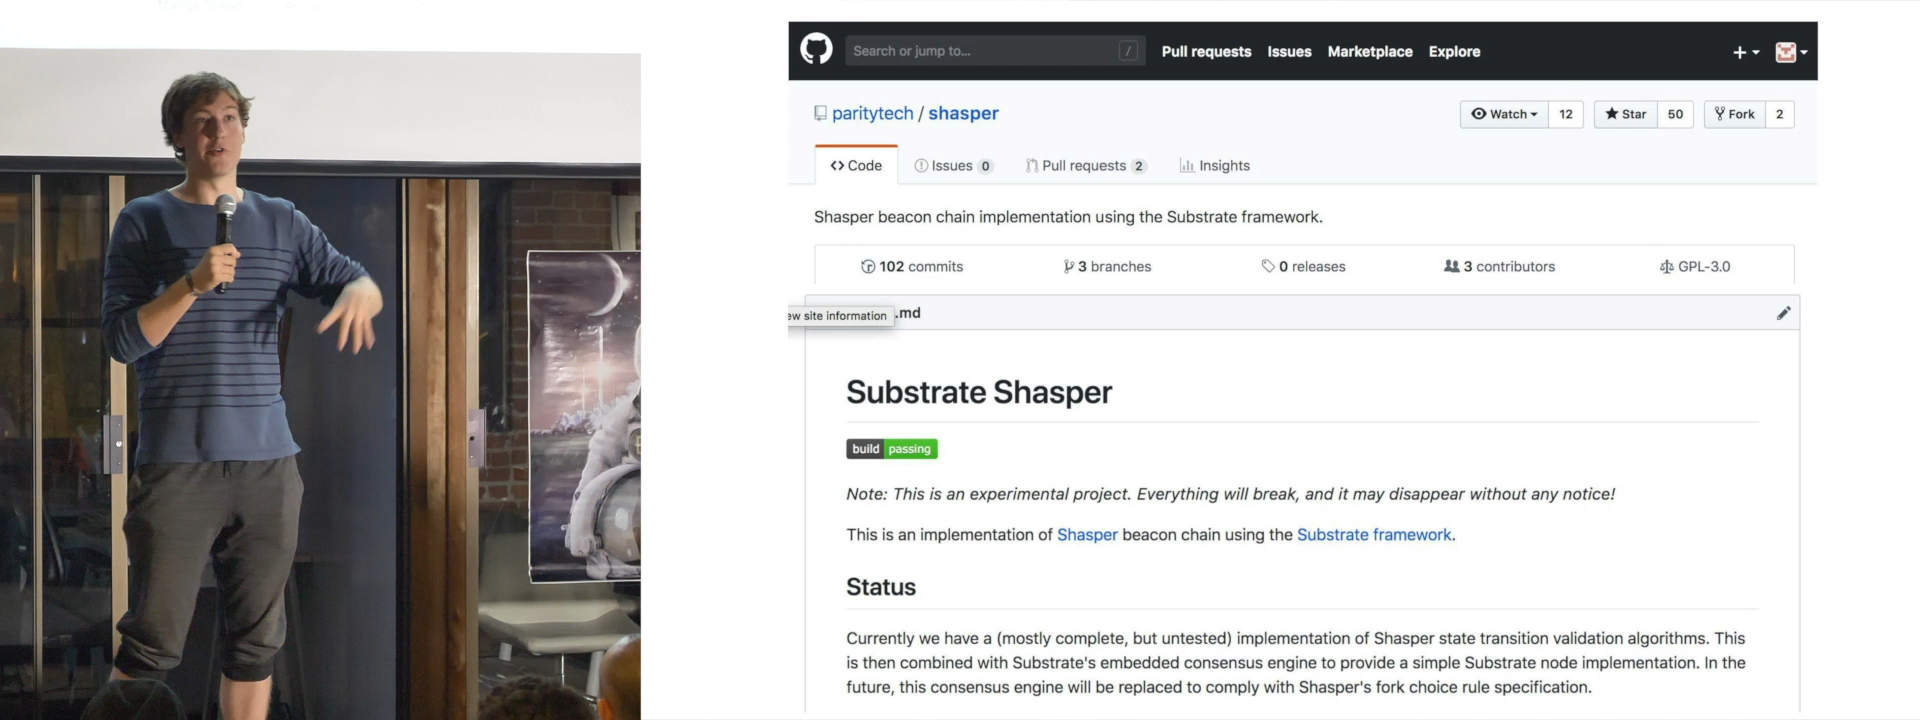 Search or jump to... /
Pull requests Issues Marketplace Explore
paritytech / shasper
Watch 12 Star 50 Fork 2
Code Issues 0 Pull requests 2 Insights
Shasper beacon chain implementation using the Substrate framework.
102 commits 3 branches 0 releases 3 contributors GPL-3.0
ew site information .md
Substrate Shasper
build passing
Note: This is an experimental project. Everything will break, and it may disappear without any notice!
This is an implementation of Shasper beacon chain using the Substrate framework.
Status
Currently we have a (mostly complete, but untested) implementation of Shasper state transition validation algorithms. This
is then combined with Substrate's embedded consensus engine to provide a simple Substrate node implementation. In the
future, this consensus engine will be replaced to comply with Shasper's fork choice rule specification.